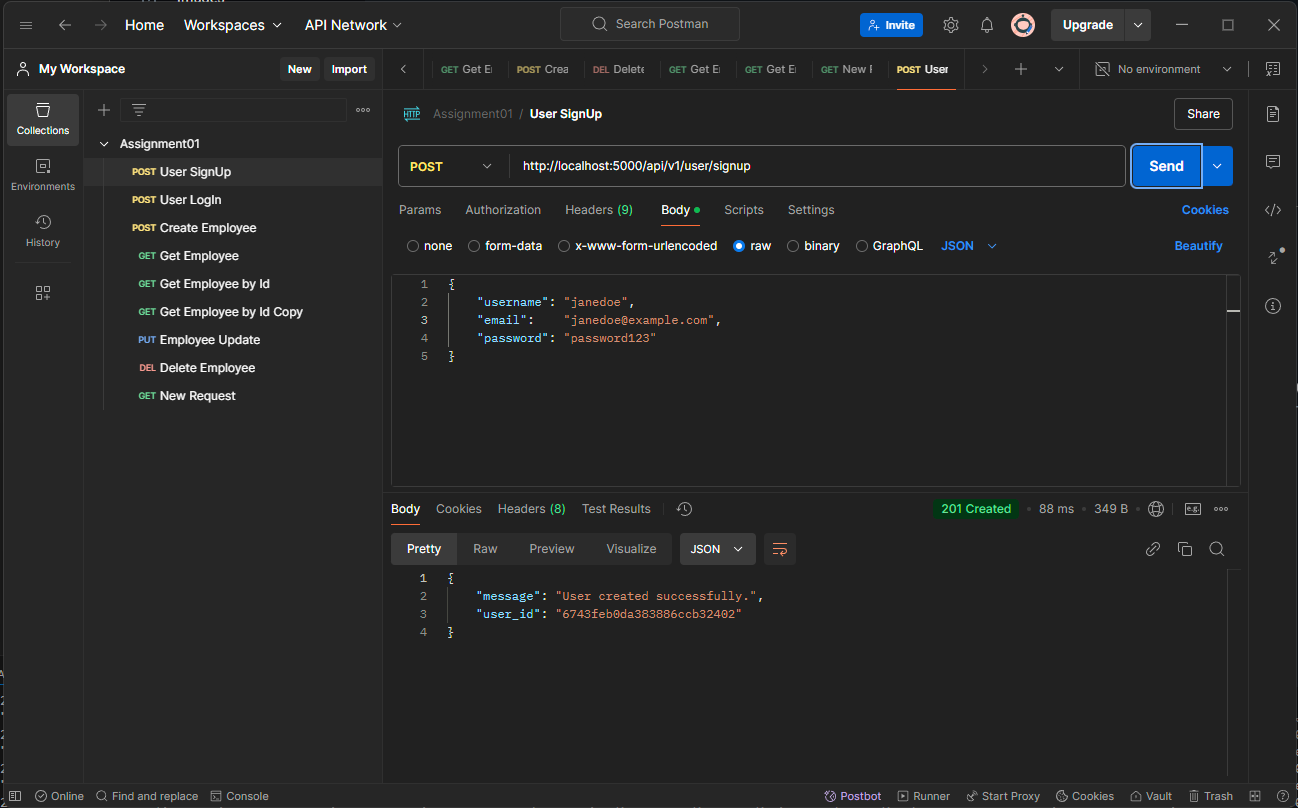 Home
Workspaces
API Network
Search Postman
Invite
Upgrade
My Workspace
New
Import
GET Get E
POST Crea
DEL Delete
GET Get E
GET Get E
GET New
POST User
No environment
Collections
Environments
History
Assignment01
POST User SignUp
POST User LogIn
POST Create Employee
GET Get Employee
GET Get Employee by Id
GET Get Employee by Id Copy
PUT Employee Update
DEL Delete Employee
GET New Request
HTTP
Assignment01 / User SignUp
Share
POST
http://localhost:5000/api/v1/user/signup
Send
Params
Authorization
Headers (9)
Body
Scripts
Settings
Cookies
none
form-data
x-www-form-urlencoded
raw
binary
GraphQL
JSON
Beautify
1 {
2 "username": "janedoe",
3 "email":    "janedoe@example.com",
4 "password": "password123"
5 }
Body
Cookies
Headers (8)
Test Results
201 Created
88 ms
349 B
e.g.
Pretty
Raw
Preview
Visualize
JSON
1 {
2 "message": "User created successfully.",
3 "user_id": "6743feb0da383886ccb32402"
4 }
Online
Find and replace
Console
Postbot
Runner
Start Proxy
Cookies
Vault
Trash